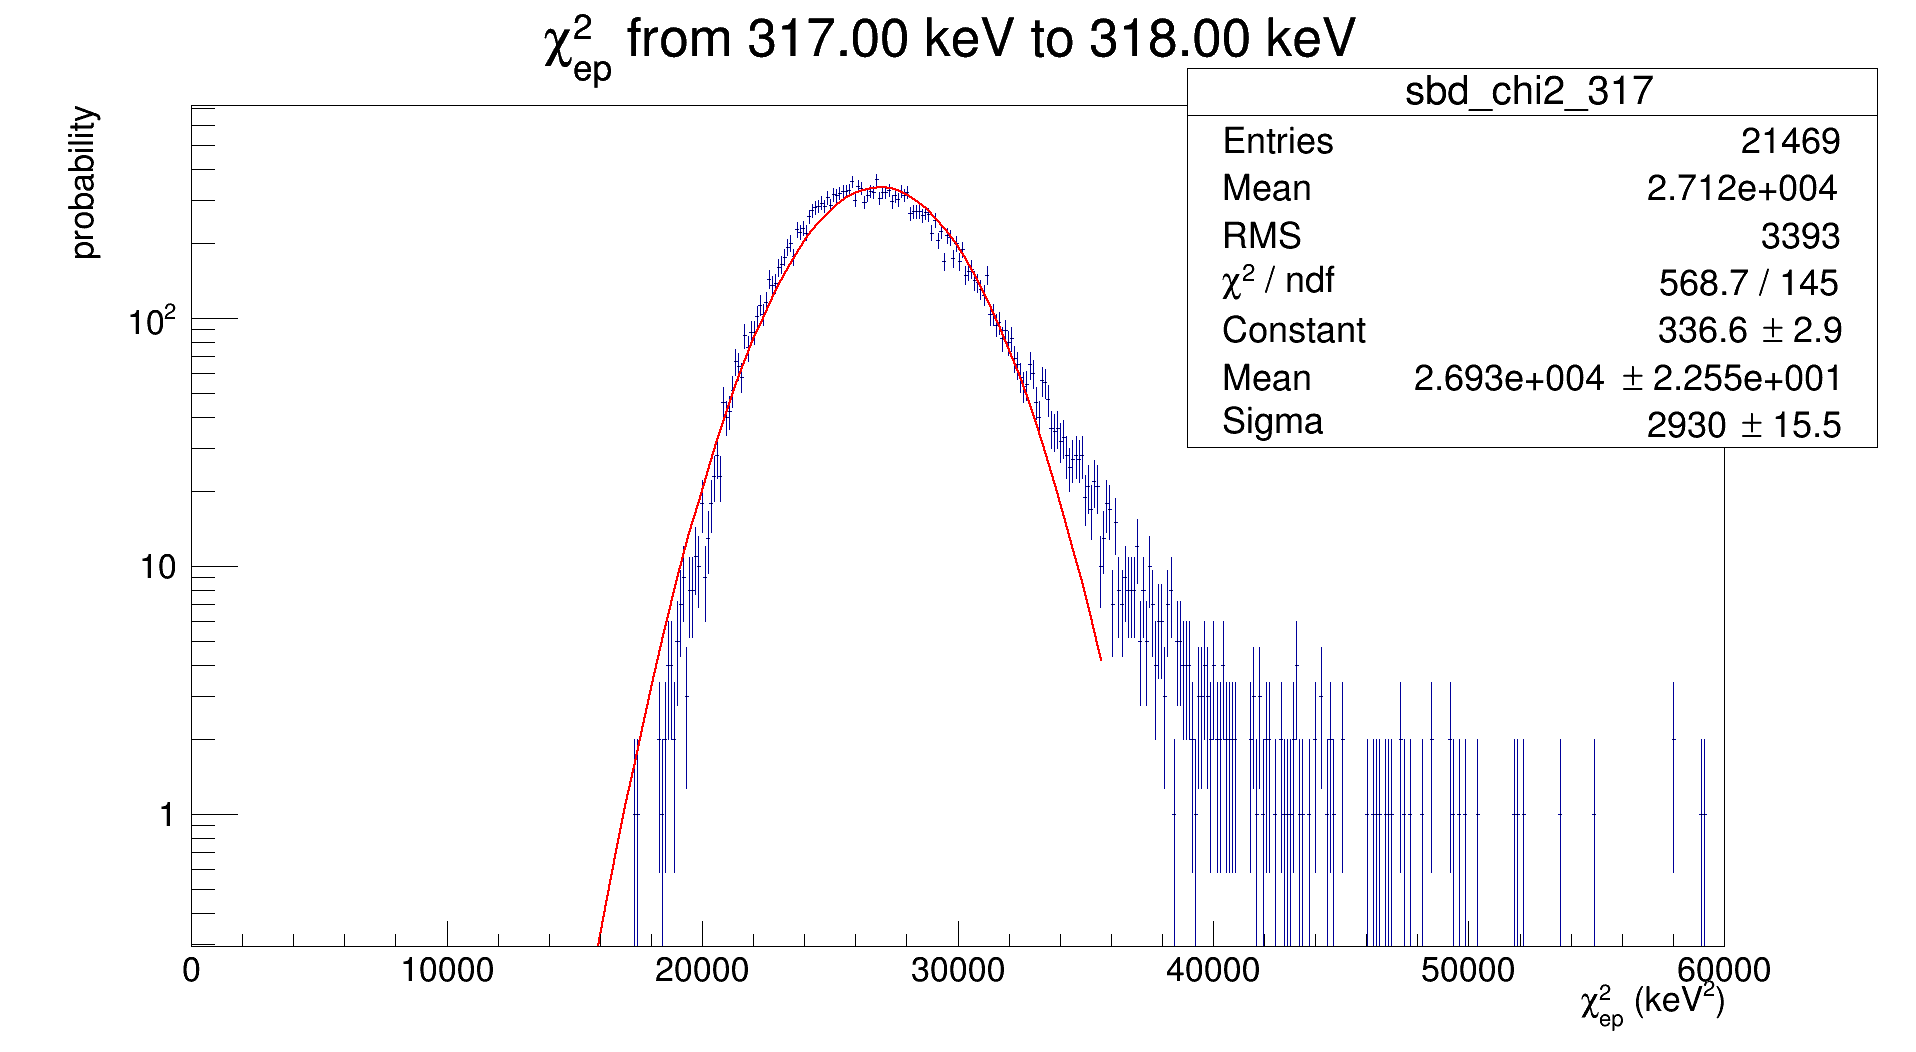 χ²ep from 317.00 keV to 318.00 keV
sbd_chi2_317
Entries 21469
Mean 2.712e+004
RMS 3393
χ² / ndf 568.7 / 145
Constant 336.6 ± 2.9
Mean 2.693e+004 ± 2.255e+001
Sigma 2930 ± 15.5
probability
10²
10
1
0 10000 20000 30000 40000 50000 60000
χ²ep (keV²)